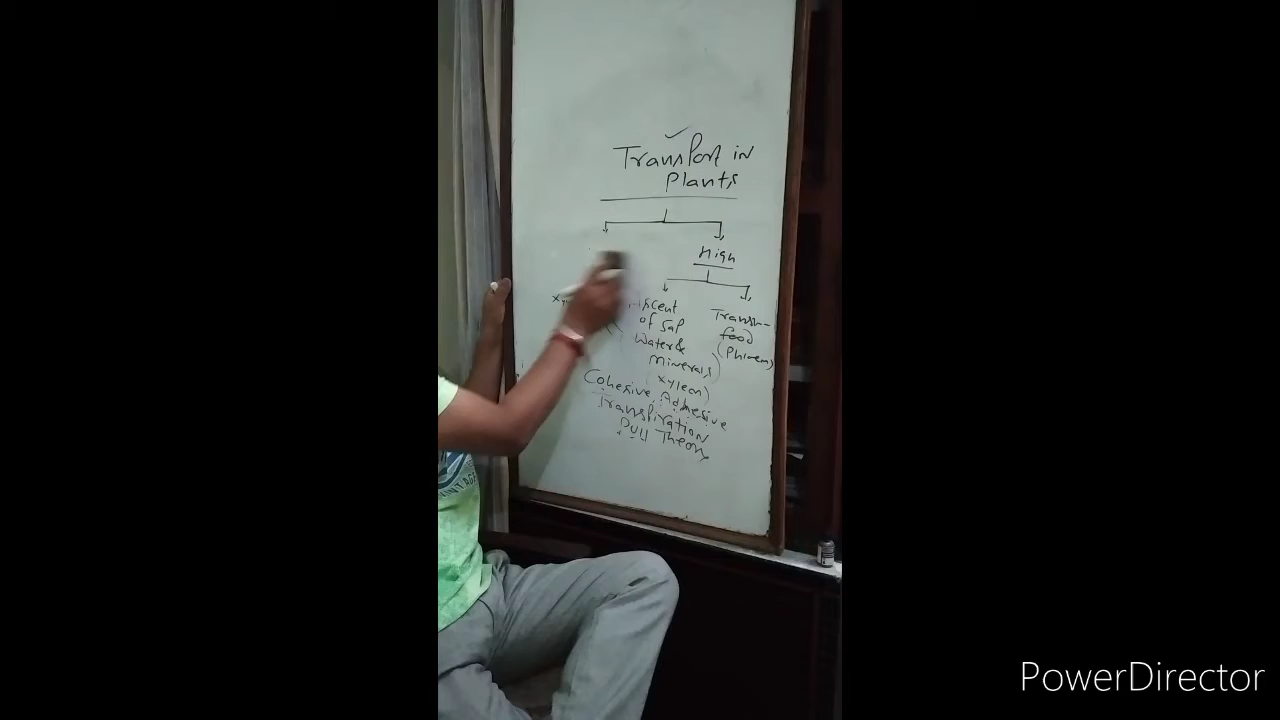 Transport in
Plants
High
Ascent
of Sap
Water &
Minerals
(xylem)
Trans-
food
(Phloem)
Cohesive Adhesive
Transpiration
Pull Theory
VINTAGE
PowerDirector